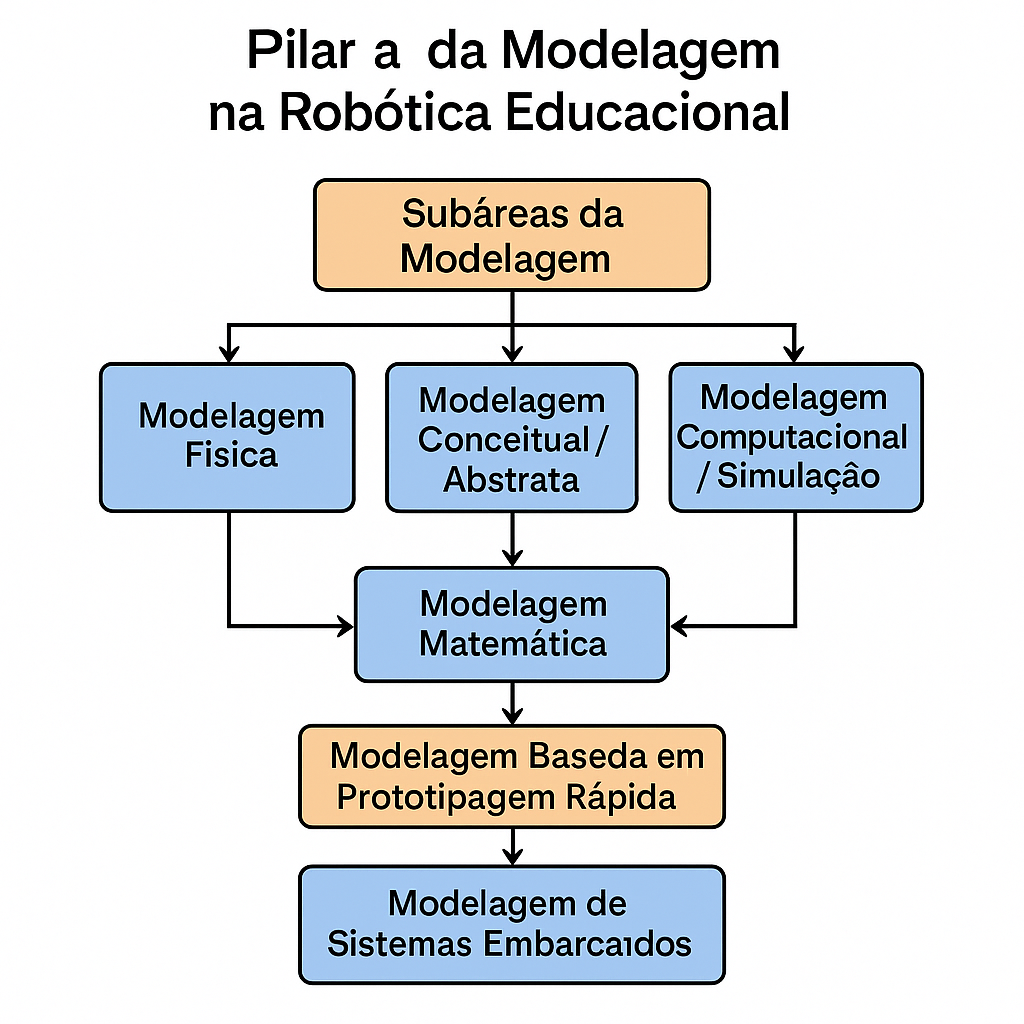 Pilar a da Modelagem
na Robótica Educacional
Subáreas da
Modelagem
Modelagem
Fisica
Modelagem
Conceitual /
Abstrata
Modelagem
Computacional
/ Simulaçâo
Modelagem
Matemática
Modelagem Baseda em
Prototipagem Rápida
Modelagem de
Sistemas Embarcaıdos